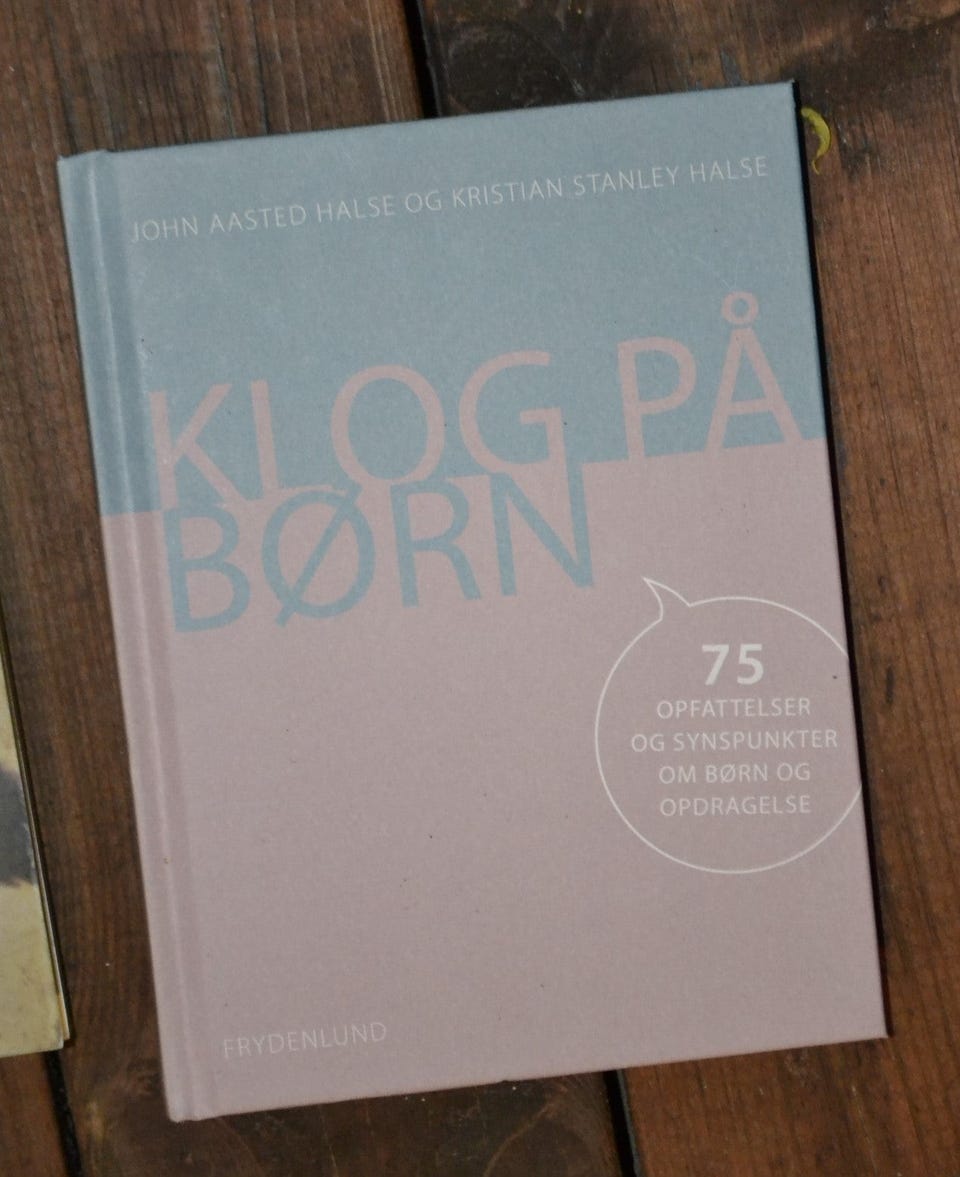 JOHN AASTED HALSE OG KRISTIAN STANLEY HALSE
KLOG PÅ
BØRN
75
OPFATTELSER
OG SYNSPUNKTER
OM BØRN OG
OPDRAGELSE
FRYDENLUND